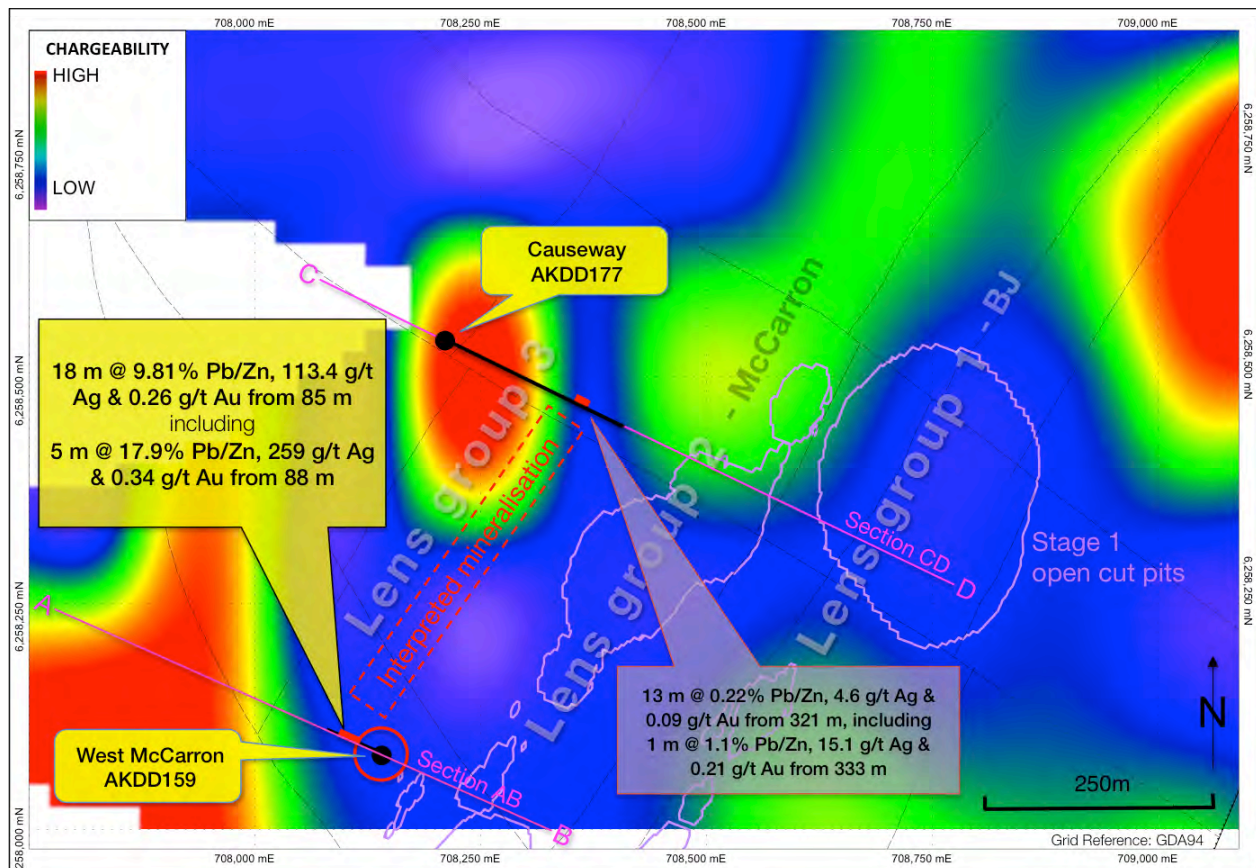 708,000 mE
708,250 mE
708,500 mE
708,750 mE
709,000 mE
CHARGEABILITY
HIGH
LOW
6,258,750 mN
6,258,750 mN
Causeway
AKDD177
C
18 m @ 9.81% Pb/Zn, 113.4 g/t
Ag & 0.26 g/t Au from 85 m
including
5 m @ 17.9% Pb/Zn, 259 g/t Ag
& 0.34 g/t Au from 88 m
6,258,500 mN
6,258,500 mN
Lens group 3
Lens group 2 - McCarron
Lens group 1 - BJ
Interpreted mineralisation
Section CD
D
Stage 1
open cut pits
A
6,258,250 mN
6,258,250 mN
13 m @ 0.22% Pb/Zn, 4.6 g/t Ag &
0.09 g/t Au from 321 m, including
1 m @ 1.1% Pb/Zn, 15.1 g/t Ag &
0.21 g/t Au from 333 m
West McCarron
AKDD159
Section AB
B
N
250m
6,258,000 mN
6,258,000 mN
Grid Reference: GDA94
708,000 mE
708,250 mE
708,500 mE
708,750 mE
709,000 mE